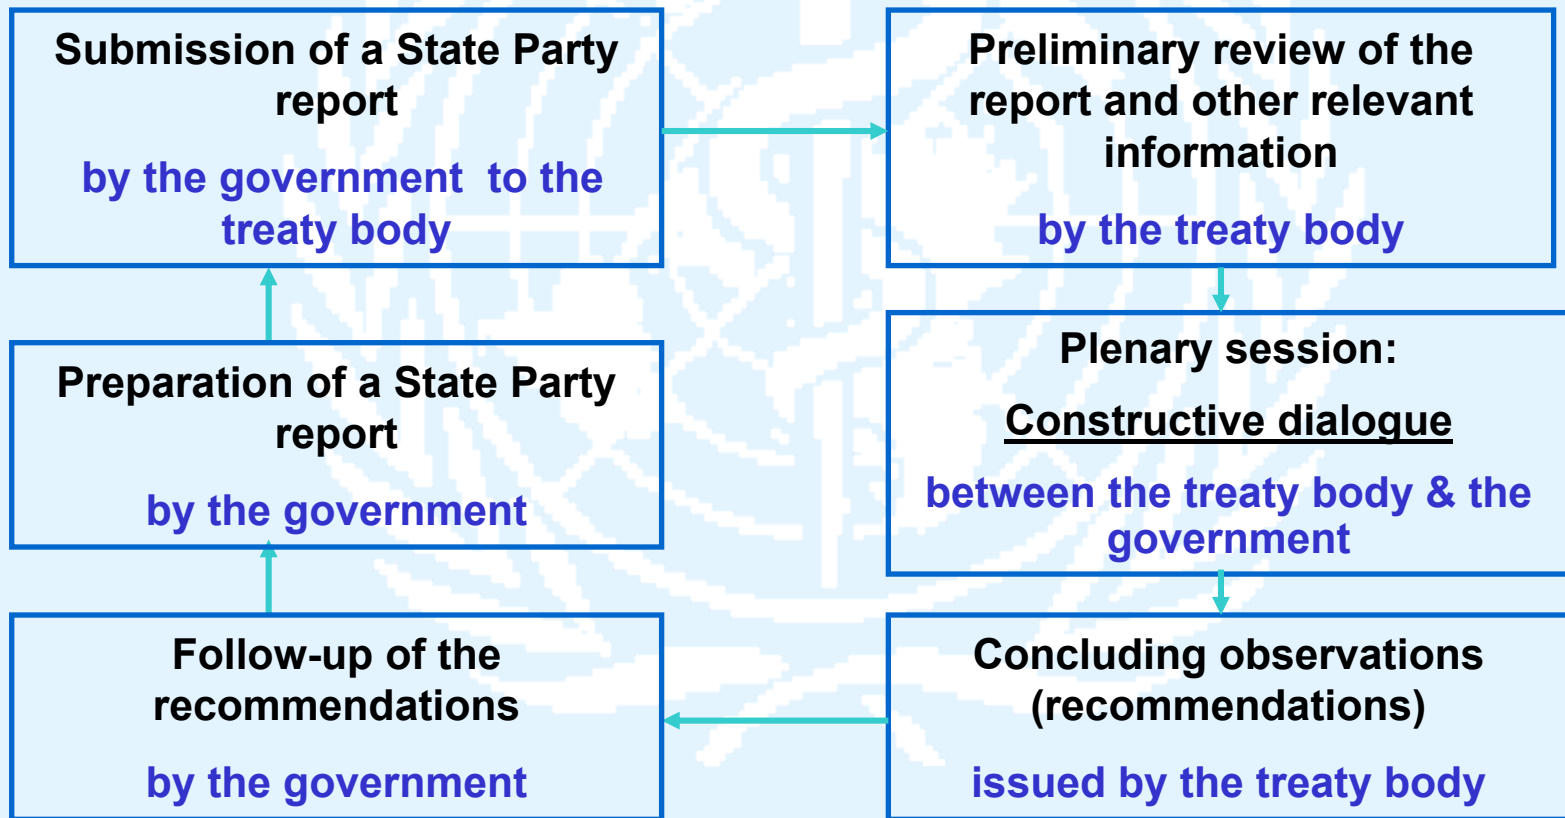 Submission of a State Party
report
by the government  to the
treaty body
Preliminary review of the
report and other relevant
information
by the treaty body
Plenary session:
Constructive dialogue
between the treaty body & the
government
Concluding observations
(recommendations)
issued by the treaty body
Follow-up of the
recommendations
by the government
Preparation of a State Party
report
by the government